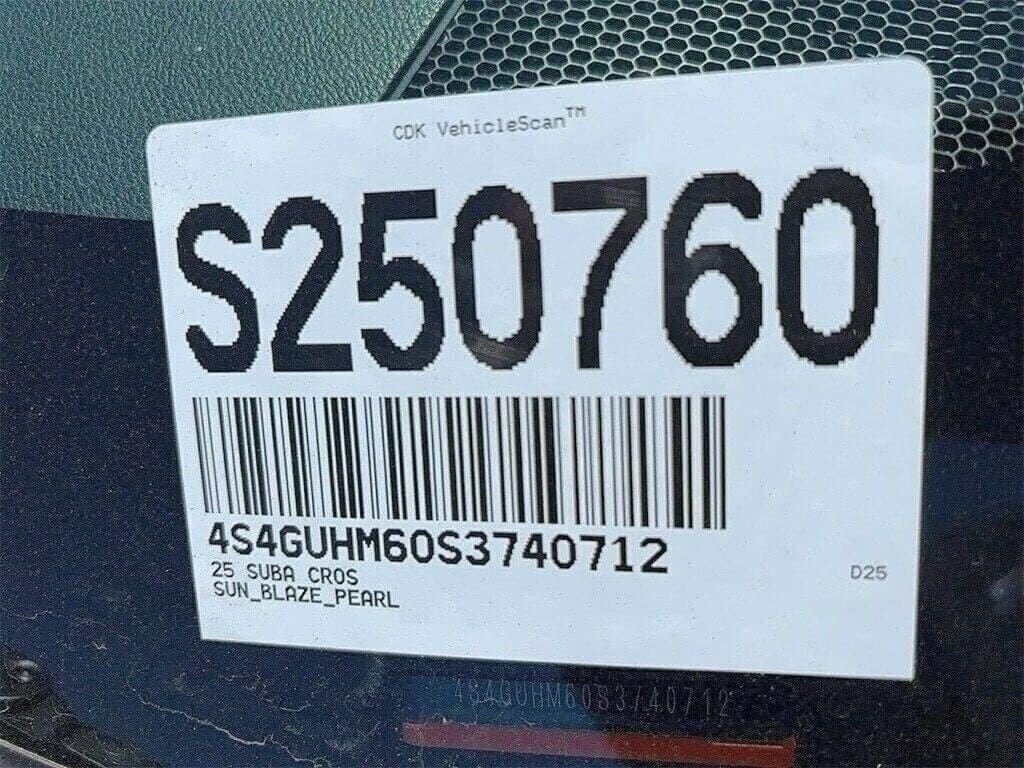 CDK VehicleScan™
S250760
4S4GUHM60S3740712
25 SUBA CROS
D25
SUN_BLAZE_PEARL
4S4GUHM60S3740712